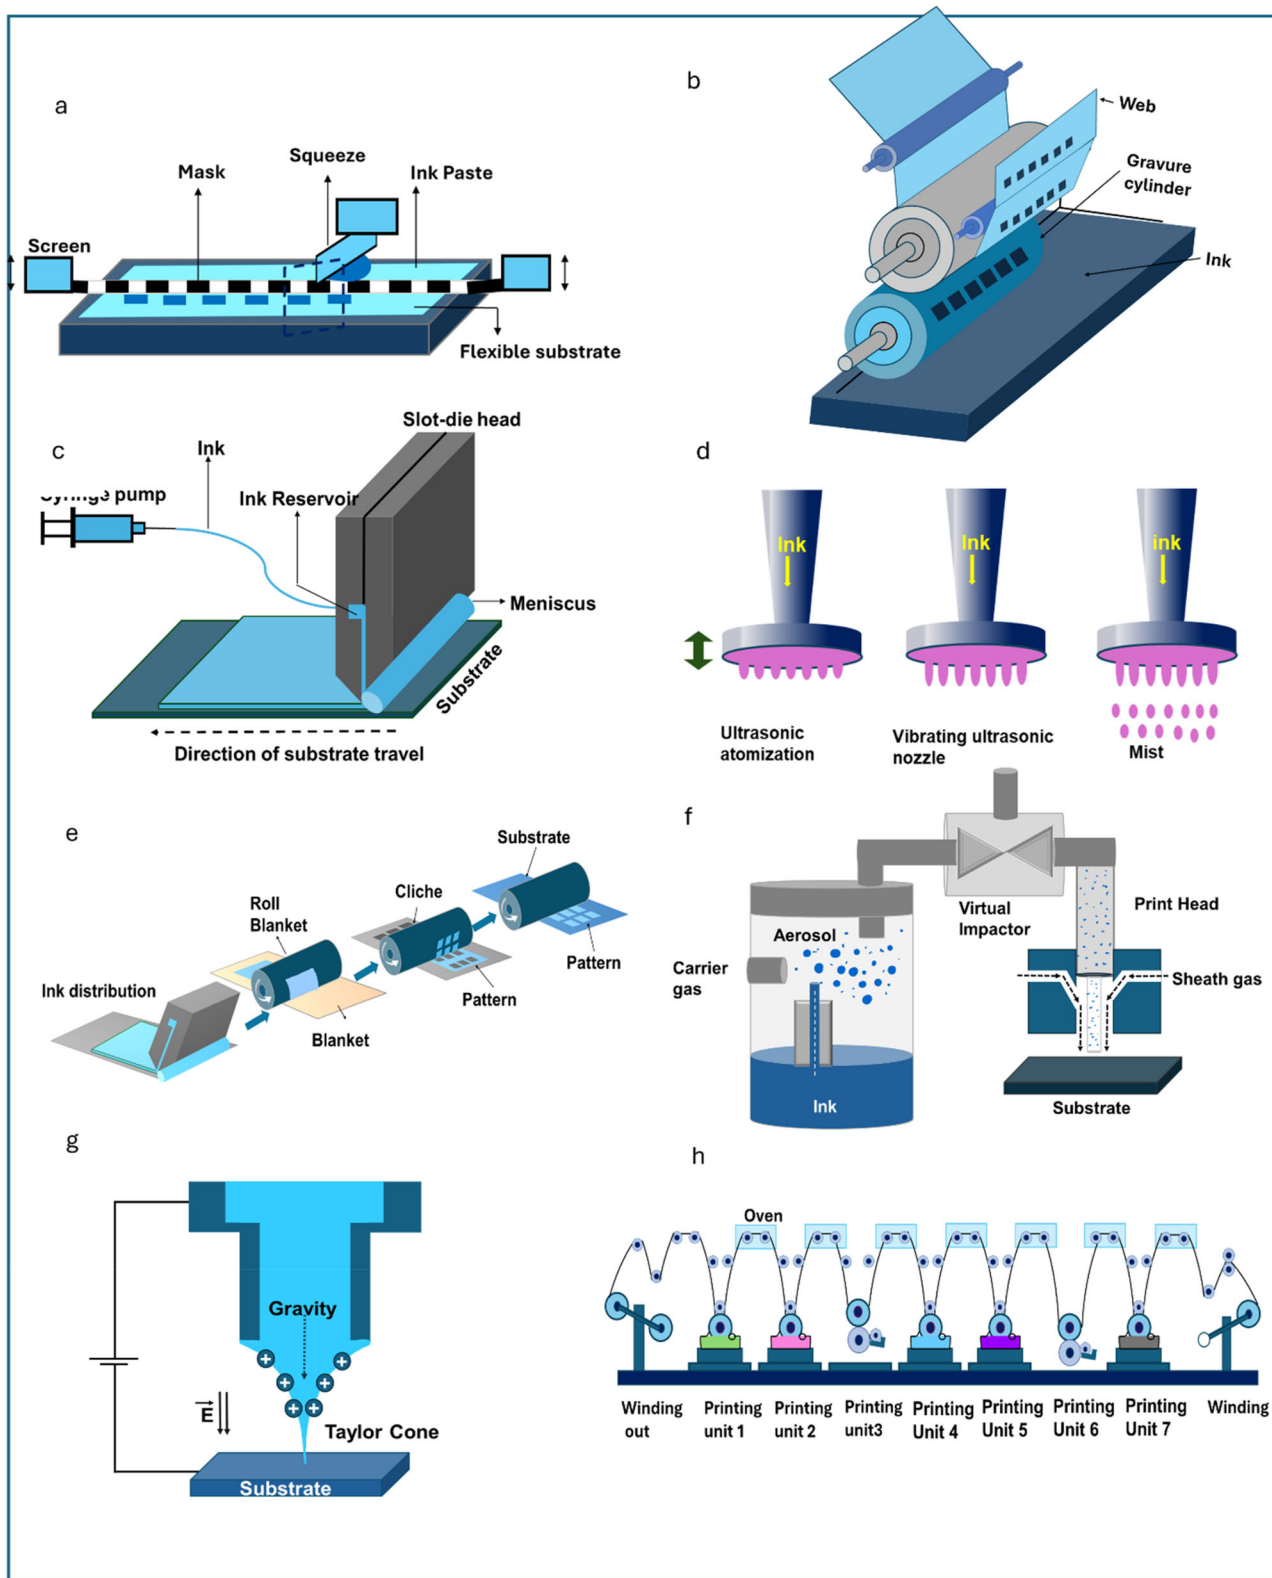 a
Squeeze
Mask
Ink Paste
Screen
Flexible substrate
b
Web
Gravure
cylinder
Ink
c
Slot-die head
Ink
Syringe pump
Ink Reservoir
Meniscus
Substrate
Direction of substrate travel
d
Ink
Ink
ink
Ultrasonic
atomization
Vibrating ultrasonic
nozzle
Mist
e
Substrate
Cliche
Roll
Blanket
Pattern
Ink distribution
Pattern
Blanket
f
Virtual
Impactor
Print Head
Aerosol
Carrier
gas
Sheath gas
Ink
Substrate
g
Gravity
E
Taylor Cone
Substrate
h
Oven
Winding
out
Printing
unit 1
Printing
unit 2
Printing
unit3
Printing
Unit 4
Printing
Unit 5
Printing
Unit 6
Printing
Unit 7
Winding